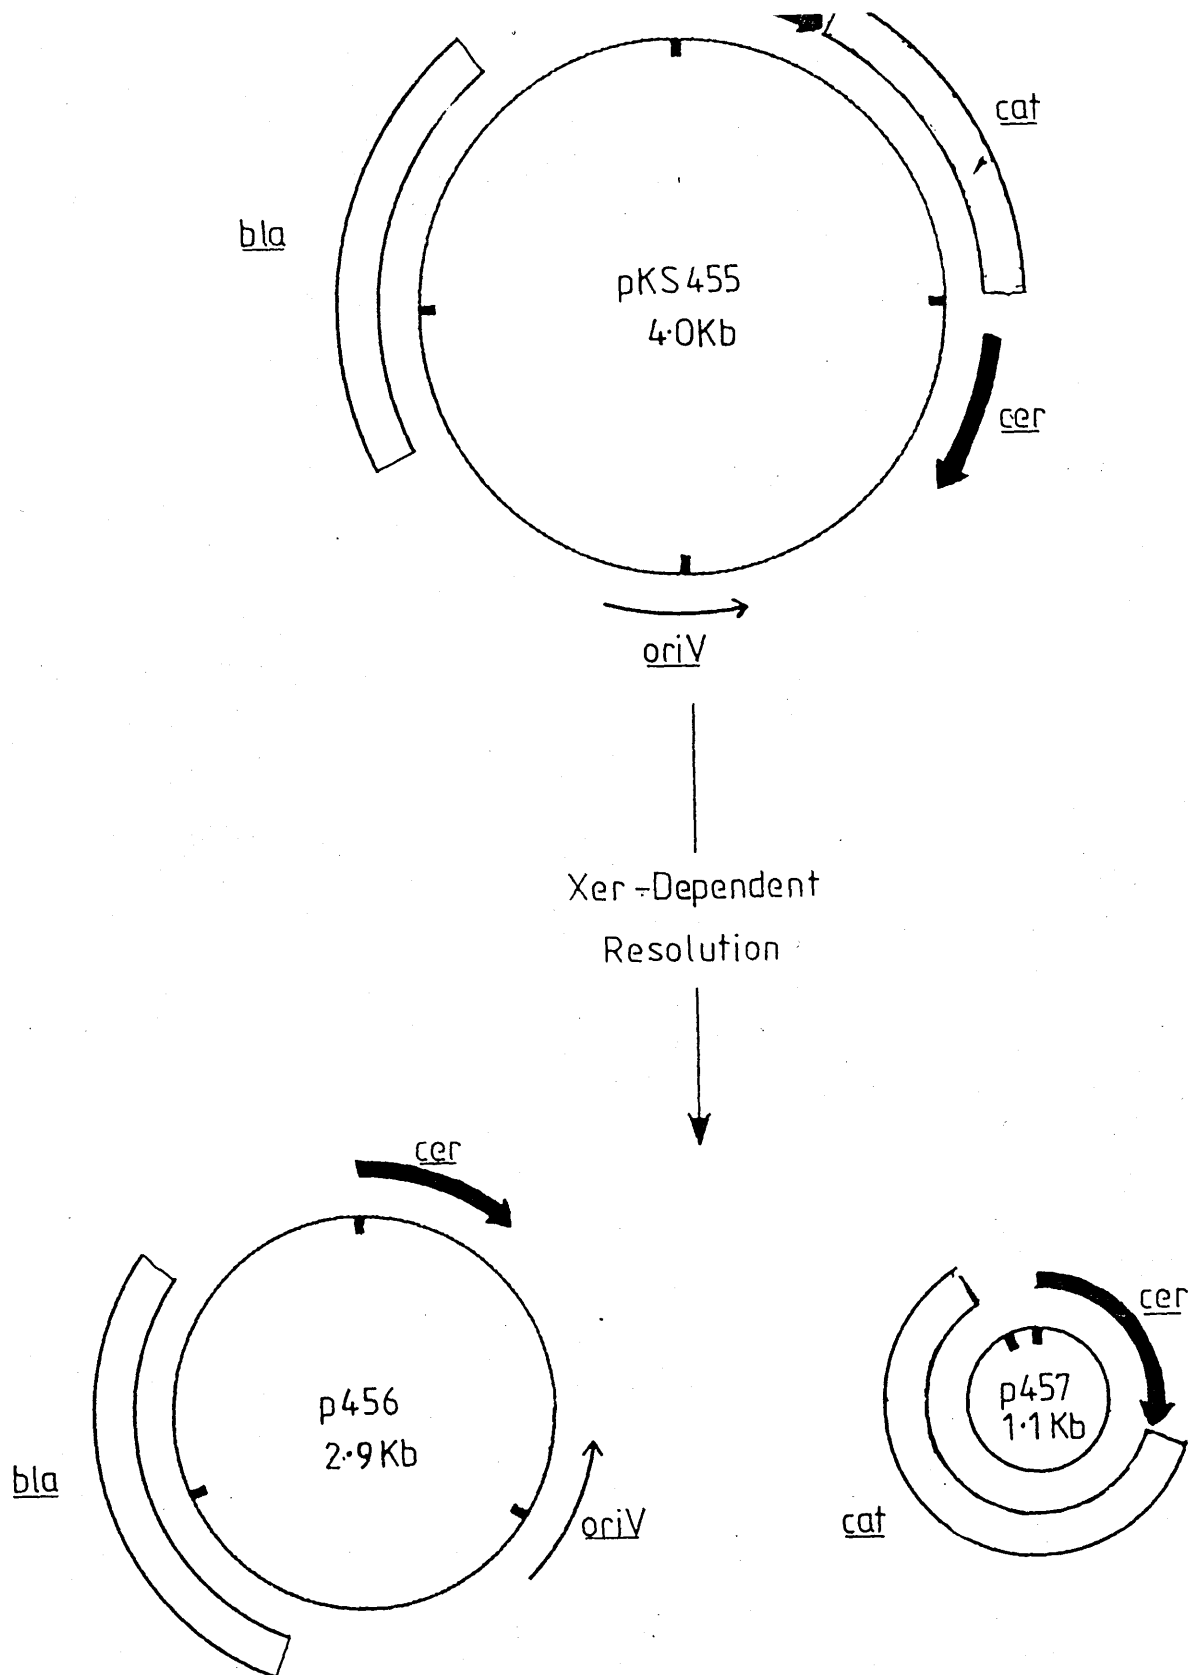 cat
bla
pKS455
4.0Kb
cer
oriV
Xer-Dependent
Resolution
cer
cer
p456
2.9Kb
p457
1.1Kb
bla
oriV
cat